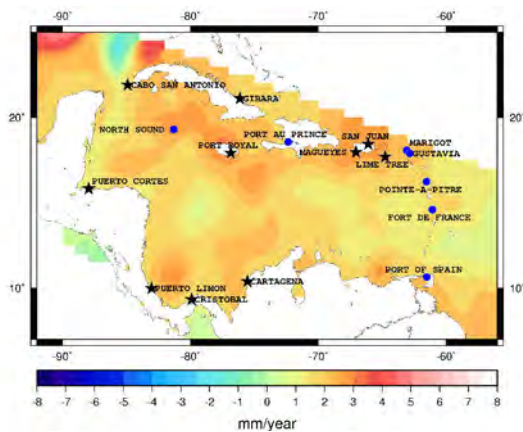 -90° -80° -70° -60°
CABO SAN ANTONIO
GIBARA
20° 20°
NORTH SOUND
PORT AU PRINCE
SAN JUAN
MARIGOT
PORT ROYAL
MAGUEYES
GUSTAVIA
LIME TREE
PUERTO CORTES
POINTE-A-PITRE
FORT DE FRANCE
PORT OF SPAIN
10° 10°
PUERTO LIMON
CARTAGENA
CRISTOBAL
-90° -80° -70° -60°
-8 -7 -6 -5 -4 -3 -2 -1 0 1 2 3 4 5 6 7 8
mm/year